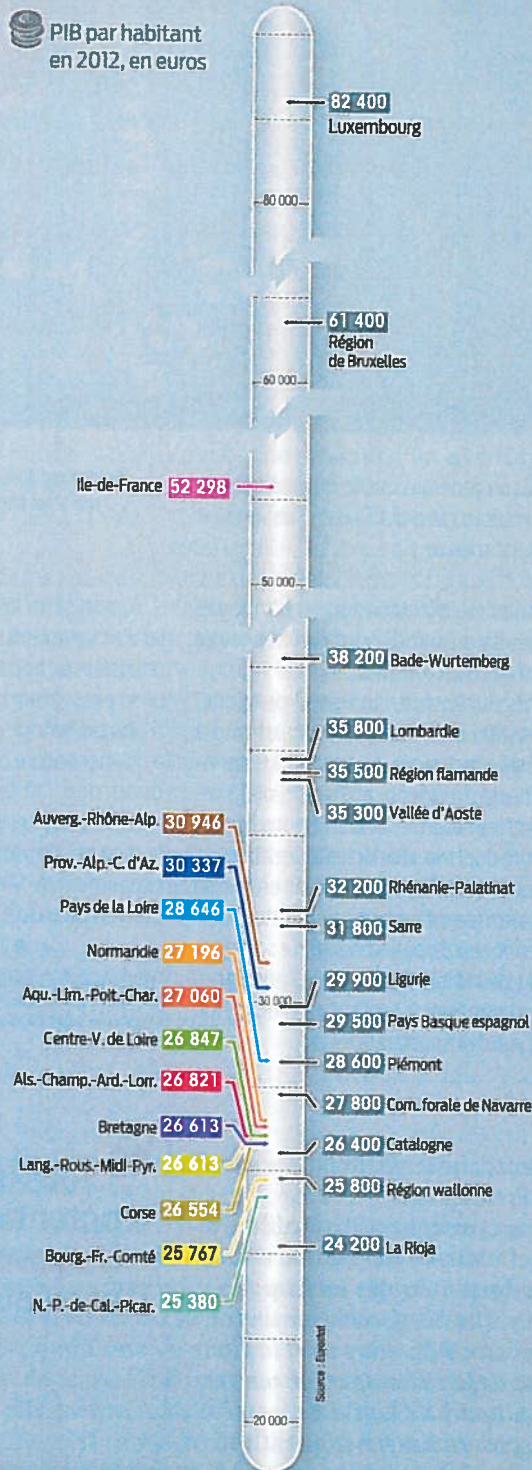 PIB par habitant
en 2012, en euros
82 400
Luxembourg
80 000
61 400
Région
de Bruxelles
60 000
Ile-de-France 52 298
50 000
38 200 Bade-Wurtemberg
35 800 Lombardie
35 500 Région flamande
35 300 Vallée d'Aoste
Auverg.-Rhône-Alp. 30 946
Prov.-Alp.-C. d'Az. 30 337
32 200 Rhénanie-Palatinat
Pays de la Loire 28 646
31 800 Sarre
Normandie 27 196
29 900 Ligurie
Aqu.-Lim.-Poit.-Char. 27 060
30 000
29 500 Pays Basque espagnol
Centre-V. de Loire 26 847
28 600 Piémont
Als.-Champ.-Ard.-Lorr. 26 821
27 800 Com. forale de Navarre
Bretagne 26 613
26 400 Catalogne
Lang.-Rous.-Midi-Pyr. 26 613
25 800 Région wallonne
Corse 26 554
24 200 La Rioja
Bourg.-Fr.-Comté 25 767
N.-P.-de-Cal.-Picar. 25 380
Source : Eurostat
20 000